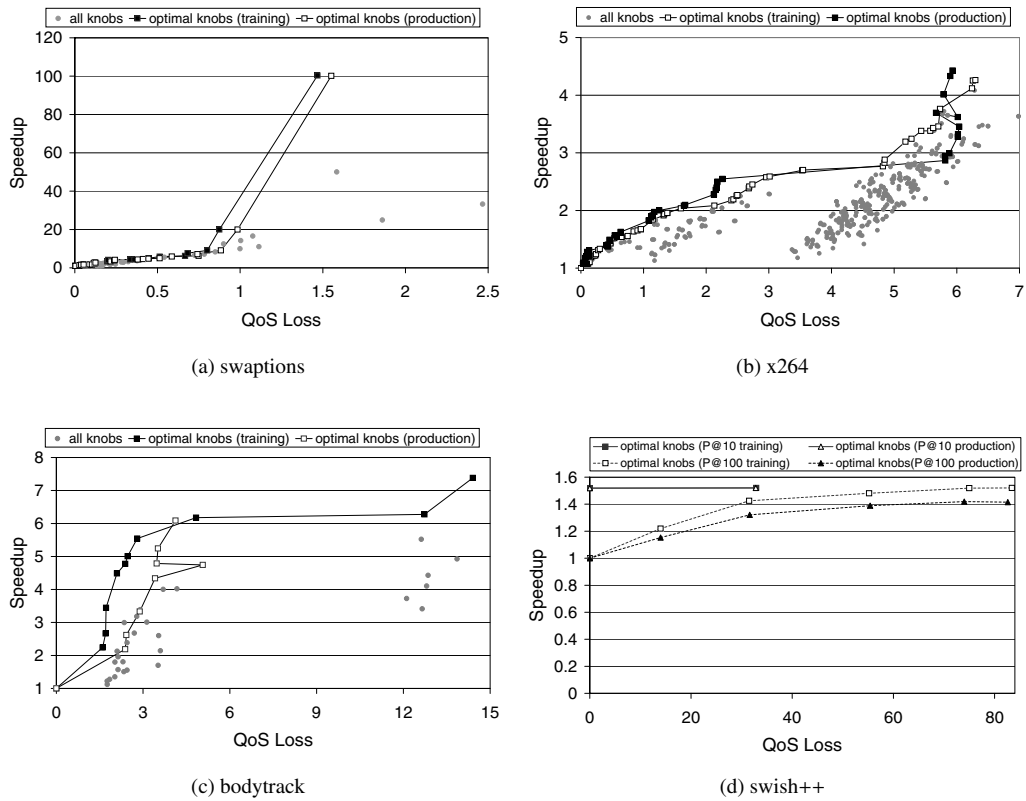 all knobs optimal knobs (training) optimal knobs (production)
120
100
80
60
40
20
0
Speedup
0 0.5 1 1.5 2 2.5
QoS Loss
(a) swaptions
all knobs optimal knobs (training) optimal knobs (production)
5
4
3
2
1
Speedup
0 1 2 3 4 5 6 7
QoS Loss
(b) x264
all knobs optimal knobs (training) optimal knobs (production)
8
7
6
5
4
3
2
1
Speedup
0 3 6 9 12 15
QoS Loss
(c) bodytrack
optimal knobs (P@10 training) optimal knobs (P@10 production)
optimal knobs (P@100 training) optimal knobs(P@100 production)
1.6
1.4
1.2
1
0.8
0.6
0.4
0.2
0
Speedup
0 20 40 60 80
QoS Loss
(d) swish++